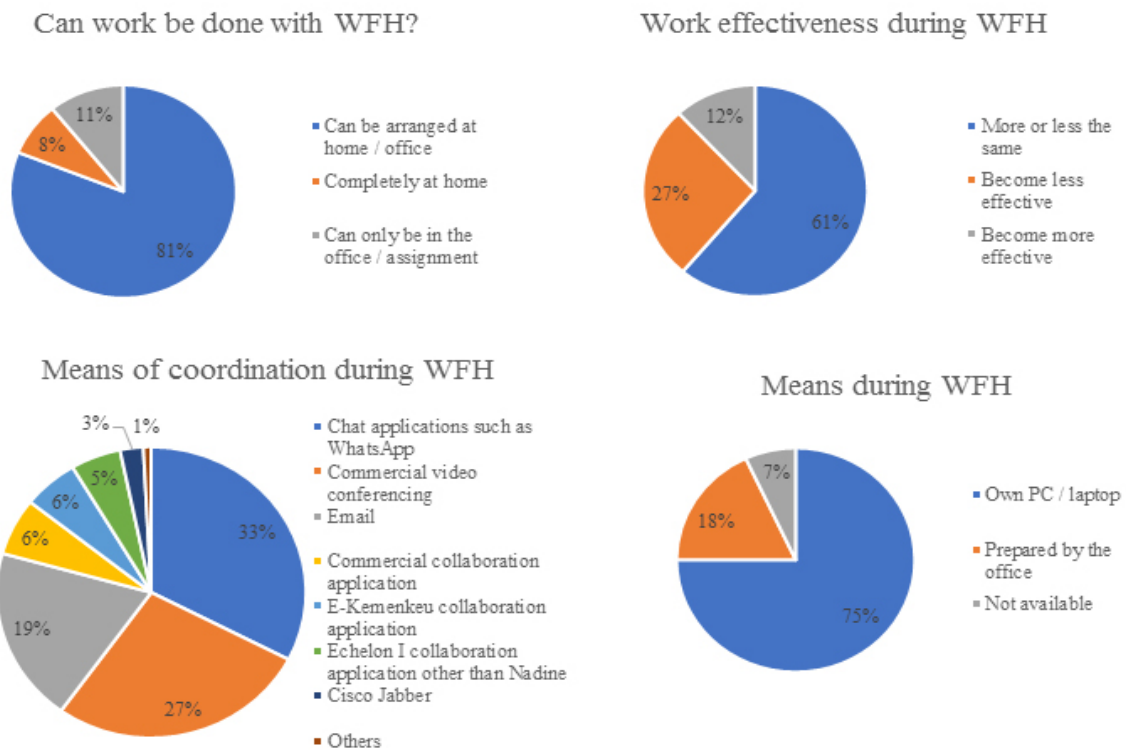 Can work be done with WFH?
11%
8%
81%
Can be arranged at
home / office
Completely at home
Can only be in the
office / assignment
Work effectiveness during WFH
12%
27%
61%
More or less the
same
Become less
effective
Become more
effective
Means of coordination during WFH
3%
1%
5%
6%
6%
33%
19%
27%
Chat applications such as
WhatsApp
Commercial video
conferencing
Email
Commercial collaboration
application
E-Kemenkeu collaboration
application
Echelon I collaboration
application other than Nadine
Cisco Jabber
Others
Means during WFH
7%
18%
75%
Own PC / laptop
Prepared by the
office
Not available